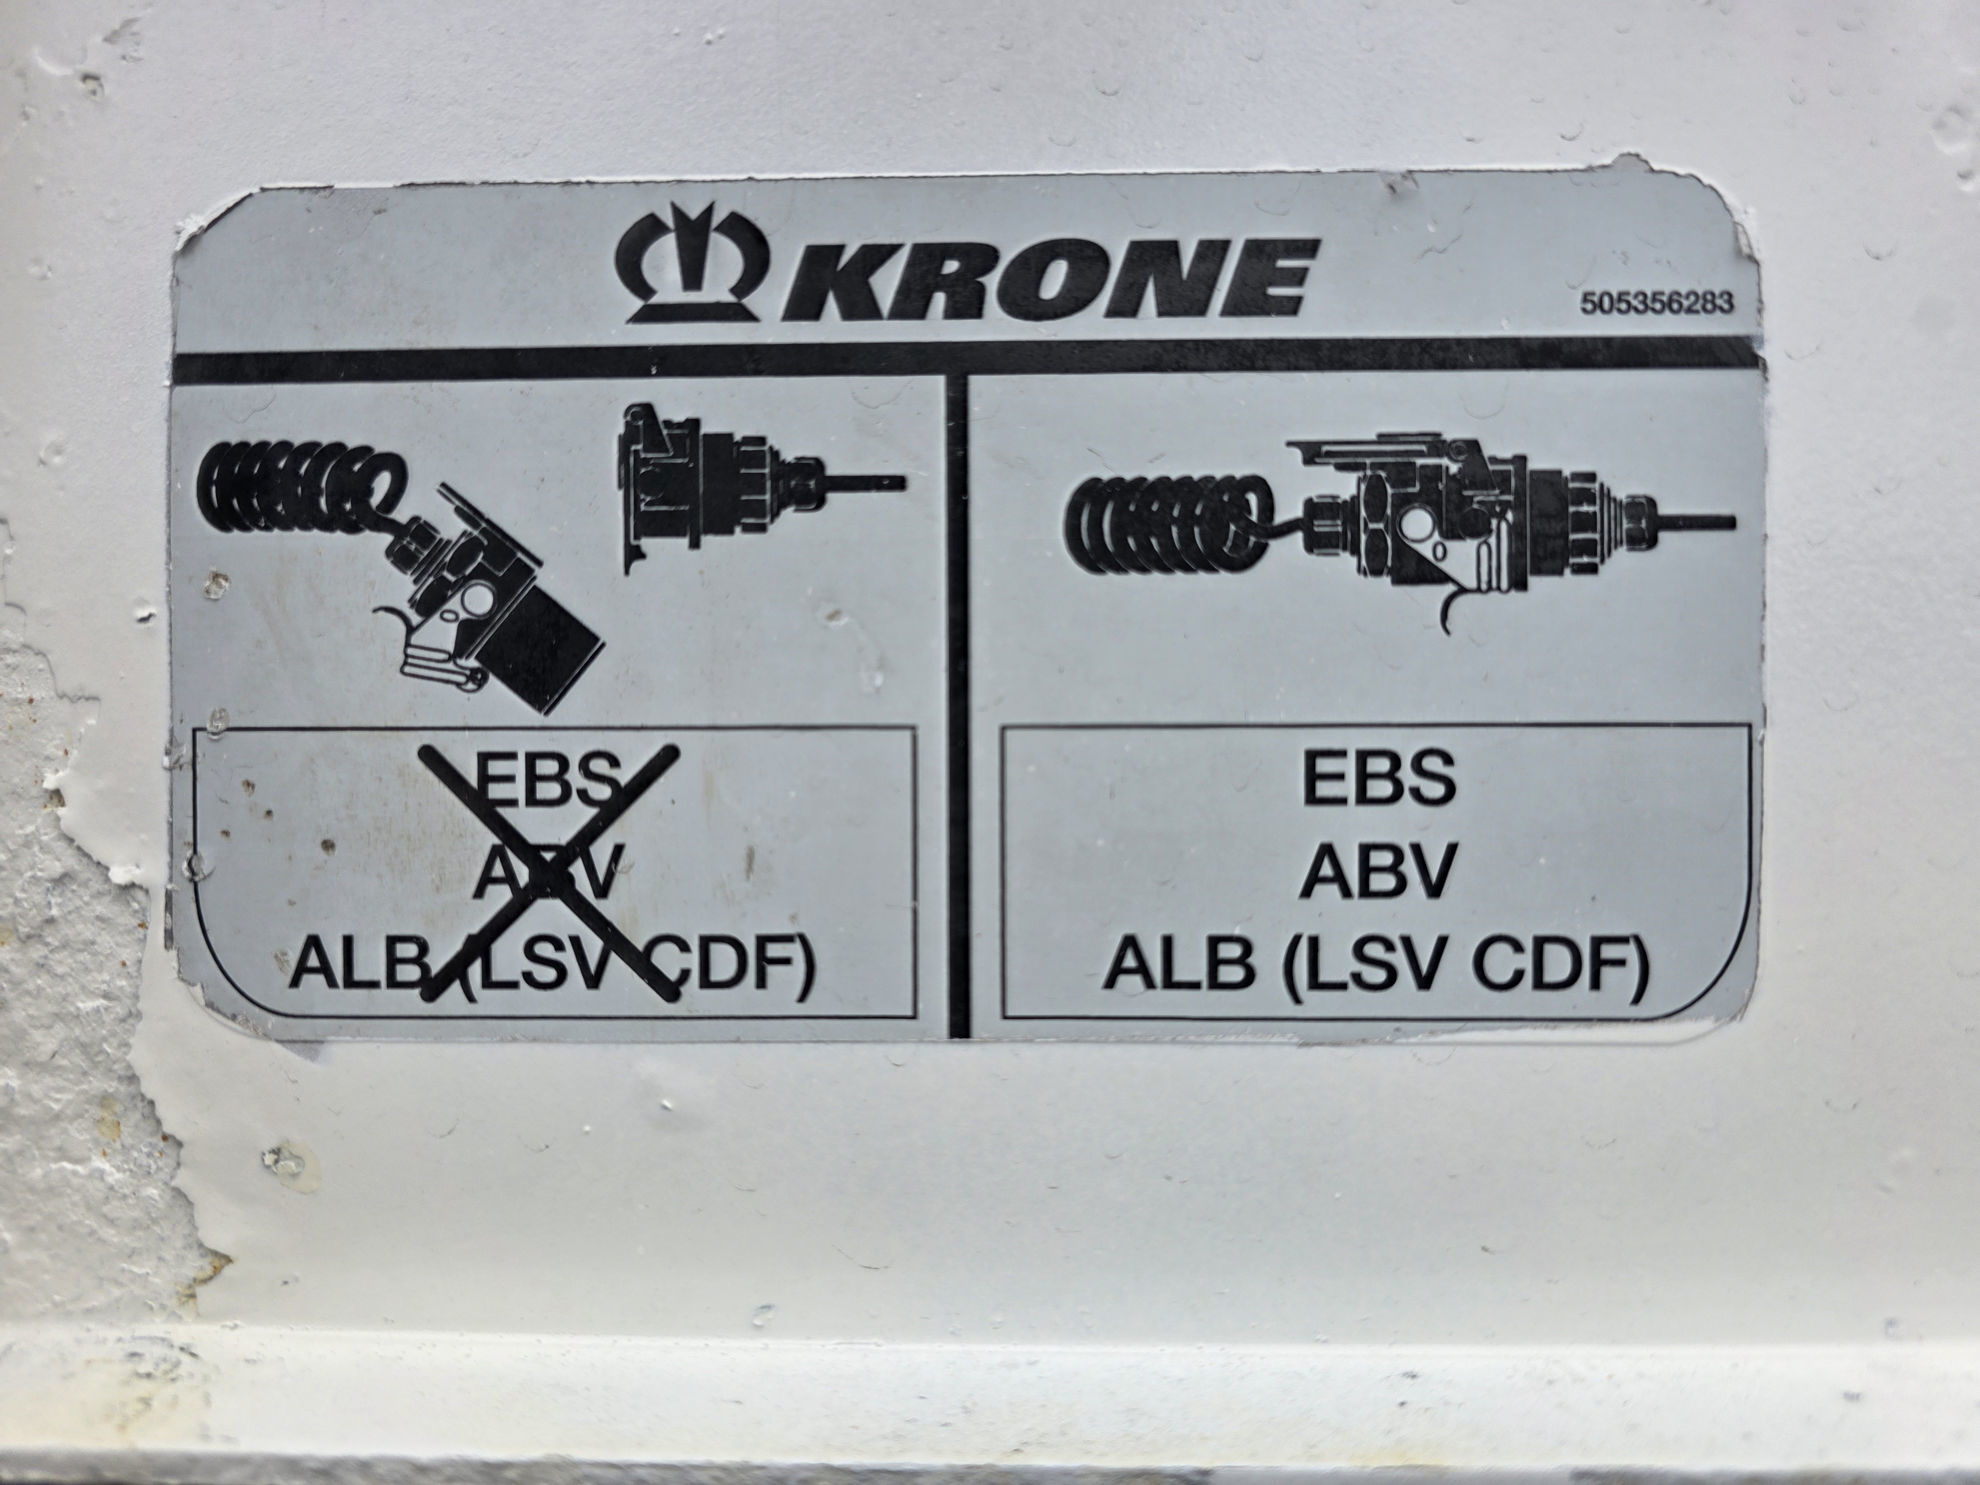 KRONE
505356283
EBS
ABV
ALB (LSV CDF)
EBS
ABV
ALB (LSV CDF)